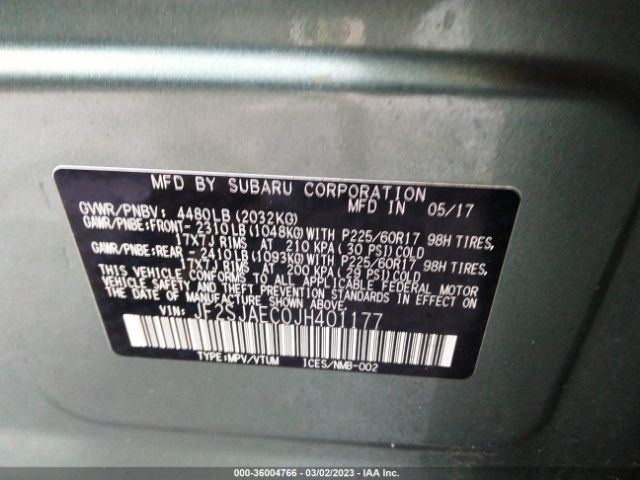 MFD BY SUBARU CORPORATION
GVWR/PNBV: 4480LB (2032KG) MFD IN 05/17
GAWR/PNBE:FRONT- 2310LB(1048KG)WITH P225/60R17 98H TIRES,
17X7J RIMS AT 210 KPA( 30 PSI)COLD
GAWR/PNBE:REAR - 2410LB(1093KG)WITH P225/60R17 98H TIRES,
17X7J RIMS AT 200 KPA (29 PSI)COLD
THIS VEHICLE CONFORMS TO ALL APPLICABLE FEDERAL MOTOR
VEHICLE SAFETY AND THEFT PREVENTION STANDARDS IN EFFECT ON
THE DATE OF MANUFACTURE SHOWN ABOVE.
VIN: JF2SJAEC0JH401177
TYPE:MPV/VTUM ICES/NMB-002
000-36004766 — 03/02/2023 — IAA Inc.